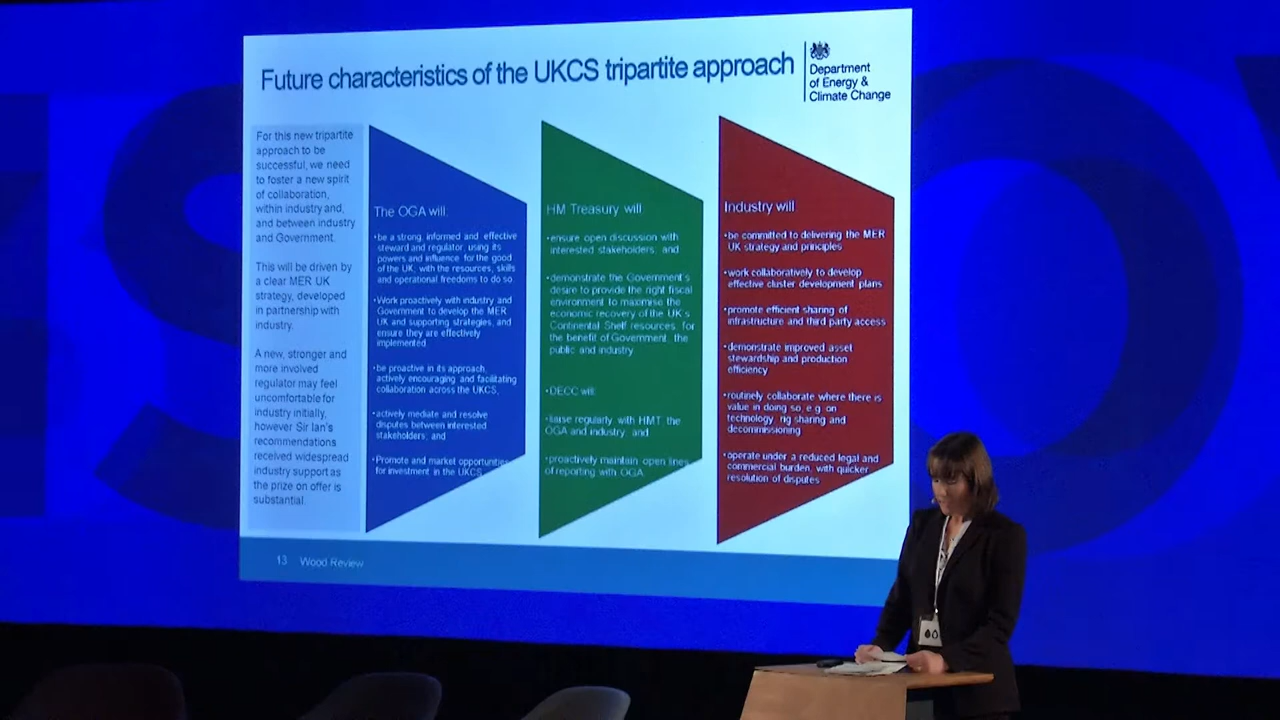 Future characteristics of the UKCS tripartite approach
Department
of Energy &
Climate Change
For this new tripartite
approach to be
successful, we need
to foster a new spirit
of collaboration,
within industry and,
and between industry
and Government.
This will be driven by
a clear MER UK
strategy, developed
in partnership with
industry.
A new, stronger and
more involved
regulator may feel
uncomfortable for
industry initially,
however Sir Ian's
recommendations
received widespread
industry support as
the prize on offer is
substantial.
The OGA will:
•be a strong, informed and effective
steward and regulator, using its
powers and influence for the good
of the UK; with the resources, skills
and operational freedoms to do so.
•Work proactively with industry and
Government to develop the MER
UK and supporting strategies, and
ensure they are effectively
implemented.
•be proactive in its approach,
actively encouraging and facilitating
collaboration across the UKCS;
•actively mediate and resolve
disputes between interested
stakeholders; and
•Promote and market opportunities
for investment in the UKCS
HM Treasury will:
•ensure open discussion with
interested stakeholders; and
•demonstrate the Government's
desire to provide the right fiscal
environment to maximise the
economic recovery of the UK's
Continental Shelf resources, for
the benefit of Government, the
public and industry
•DECC will:
•liaise regularly with HMT, the
OGA and industry; and
•proactively maintain open lines
of reporting with OGA.
Industry will
•be committed to delivering the MER
UK strategy and principles
•work collaboratively to develop
effective cluster development plans
•promote efficient sharing of
infrastructure and third party access
•demonstrate improved asset
stewardship and production
efficiency
•routinely collaborate where there is
value in doing so, e.g. on
technology, rig sharing and
decommissioning
•operate under a reduced legal and
commercial burden, with quicker
resolution of disputes
13 Wood Review